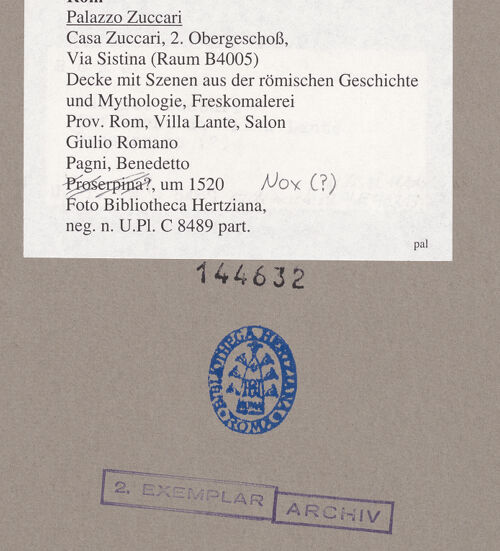 Rom
Palazzo Zuccari
Casa Zuccari, 2. Obergeschoß,
Via Sistina (Raum B4005)
Decke mit Szenen aus der römischen Geschichte
und Mythologie, Freskomalerei
Prov. Rom, Villa Lante, Salon
Giulio Romano
Pagni, Benedetto
Proserpina?, um 1520 Nox (?)
Foto Bibliotheca Hertziana,
neg. n. U.Pl. C 8489 part.
pal
144632
BIBLIOTHECA HERTZIANA
ROMA
2. EXEMPLAR
ARCHIV